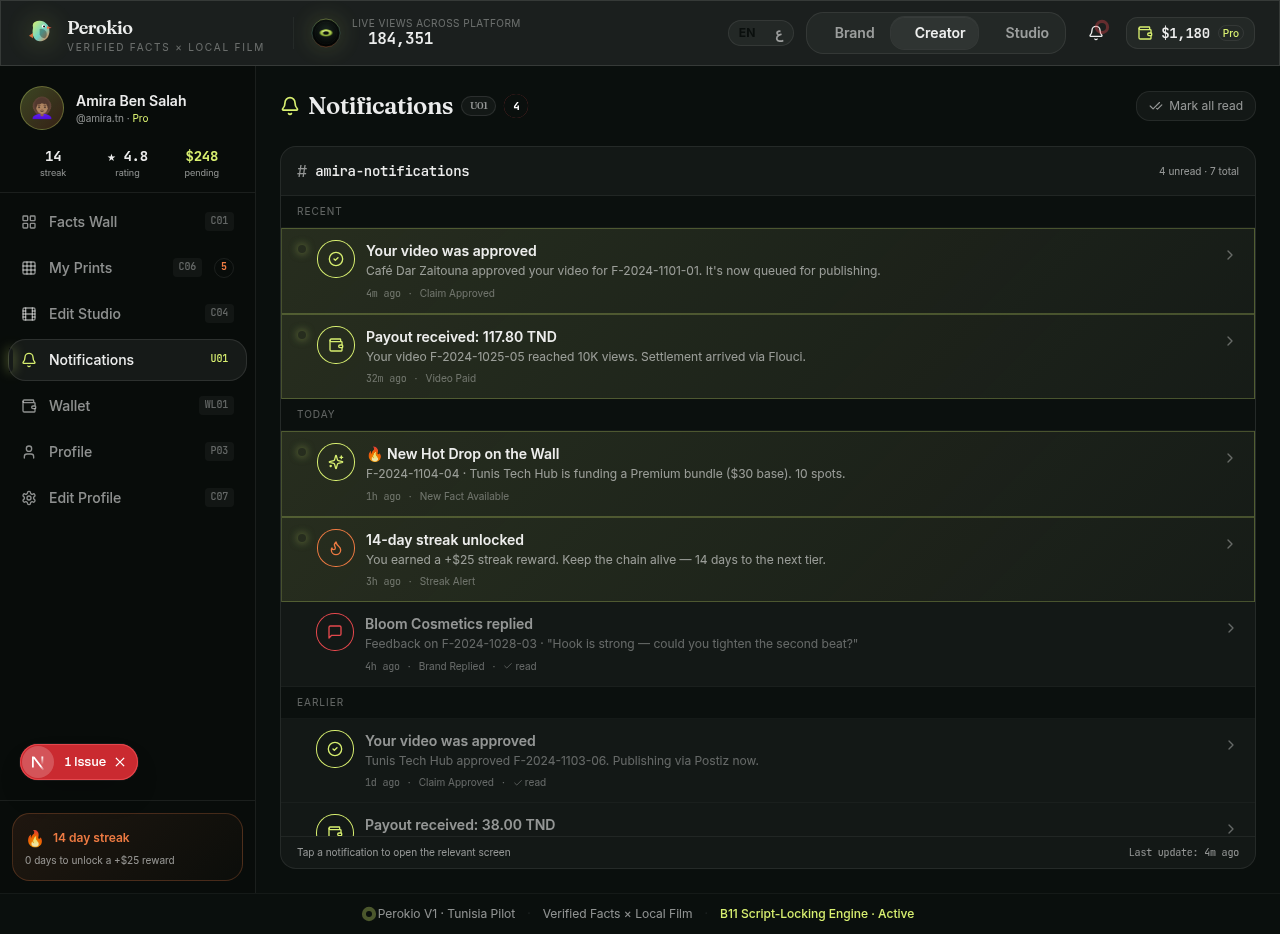 Perokio
VERIFIED FACTS × LOCAL FILM
LIVE VIEWS ACROSS PLATFORM
184,351
EN ع
Brand
Creator
Studio
$1,180 Pro
Amira Ben Salah
@amira.tn · Pro
14
streak
★ 4.8
rating
$248
pending
Facts Wall C01
My Prints C06 5
Edit Studio C04
Notifications U01
Wallet WL01
Profile P03
Edit Profile C07
N 1 Issue
🔥 14 day streak
0 days to unlock a +$25 reward
Notifications U01 4
Mark all read
# amira-notifications
4 unread · 7 total
RECENT
Your video was approved
Café Dar Zaltouna approved your video for F-2024-1101-01. It's now queued for publishing.
4m ago · Claim Approved
Payout received: 117.80 TND
Your video F-2024-1025-05 reached 10K views. Settlement arrived via Flouci.
32m ago · Video Paid
TODAY
🔥 New Hot Drop on the Wall
F-2024-1104-04 · Tunis Tech Hub is funding a Premium bundle ($30 base). 10 spots.
1h ago · New Fact Available
14-day streak unlocked
You earned a +$25 streak reward. Keep the chain alive — 14 days to the next tier.
3h ago · Streak Alert
Bloom Cosmetics replied
Feedback on F-2024-1028-03 · "Hook is strong — could you tighten the second beat?"
4h ago · Brand Replied · ✓ read
EARLIER
Your video was approved
Tunis Tech Hub approved F-2024-1103-06. Publishing via Postiz now.
1d ago · Claim Approved · ✓ read
Payout received: 38.00 TND
Tap a notification to open the relevant screen
Last update: 4m ago
Perokio V1 · Tunisia Pilot · Verified Facts × Local Film · B11 Script-Locking Engine · Active